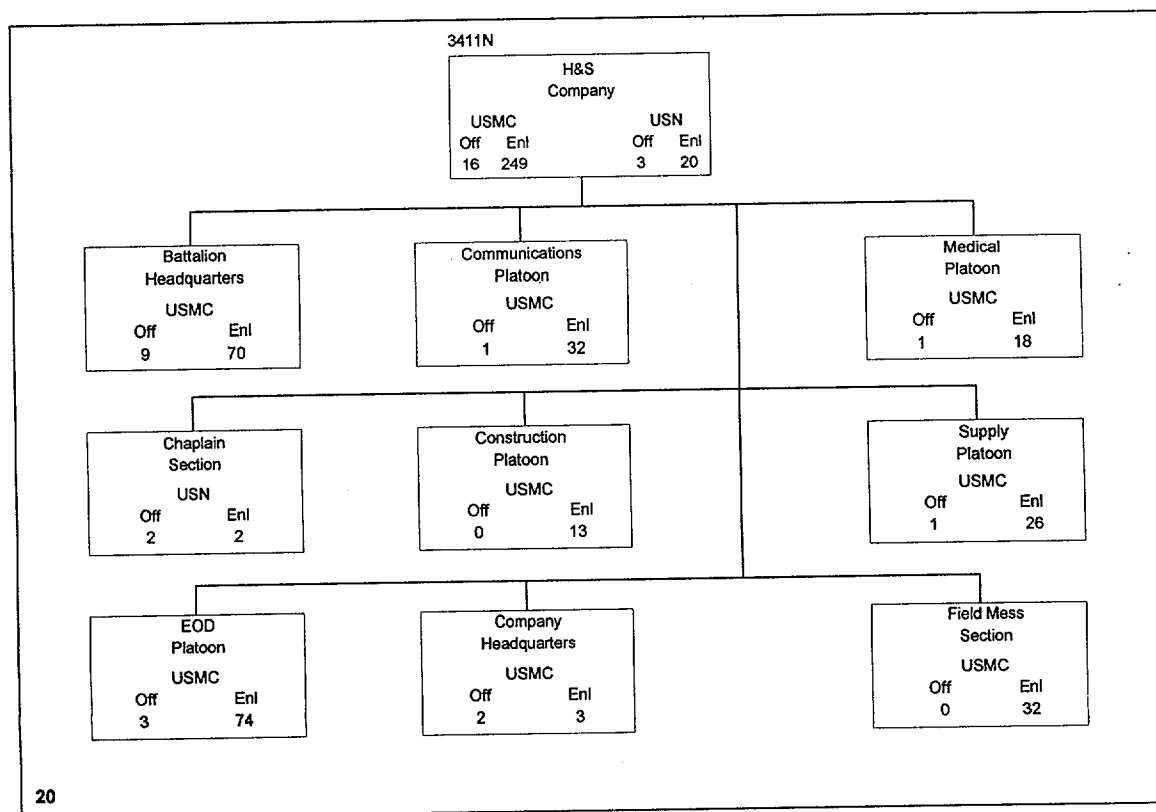 3411N
H&S
Company
USMC USN
Off Enl Off Enl
16 249 3 20
Battalion
Headquarters
USMC
Off Enl
9 70
Communications
Platoon
USMC
Off Enl
1 32
Medical
Platoon
USMC
Off Enl
1 18
Chaplain
Section
USN
Off Enl
2 2
Construction
Platoon
USMC
Off Enl
0 13
Supply
Platoon
USMC
Off Enl
1 26
EOD
Platoon
USMC
Off Enl
3 74
Company
Headquarters
USMC
Off Enl
2 3
Field Mess
Section
USMC
Off Enl
0 32
20